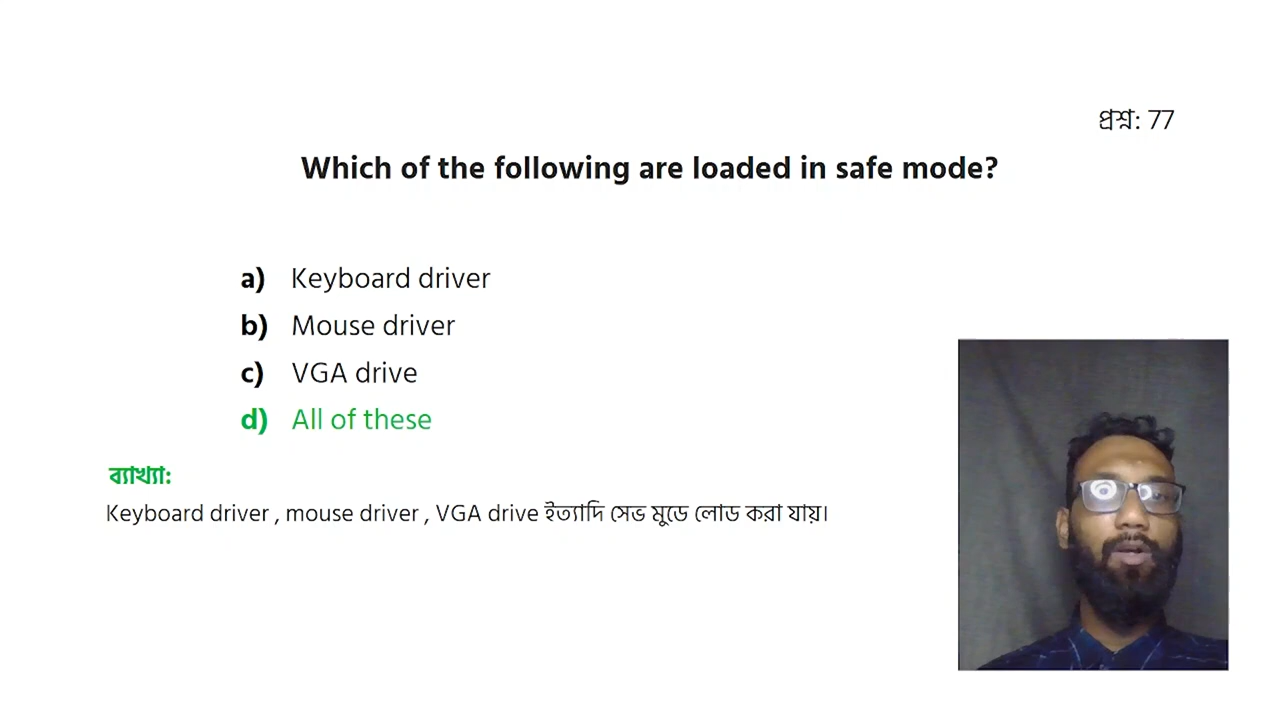 প্রশ্ন: 77
Which of the following are loaded in safe mode?
a) Keyboard driver
b) Mouse driver
c) VGA drive
d) All of these
ব্যাখ্যা:
Keyboard driver , mouse driver , VGA drive ইত্যাদি সেভ মুডে লোড করা যায়।